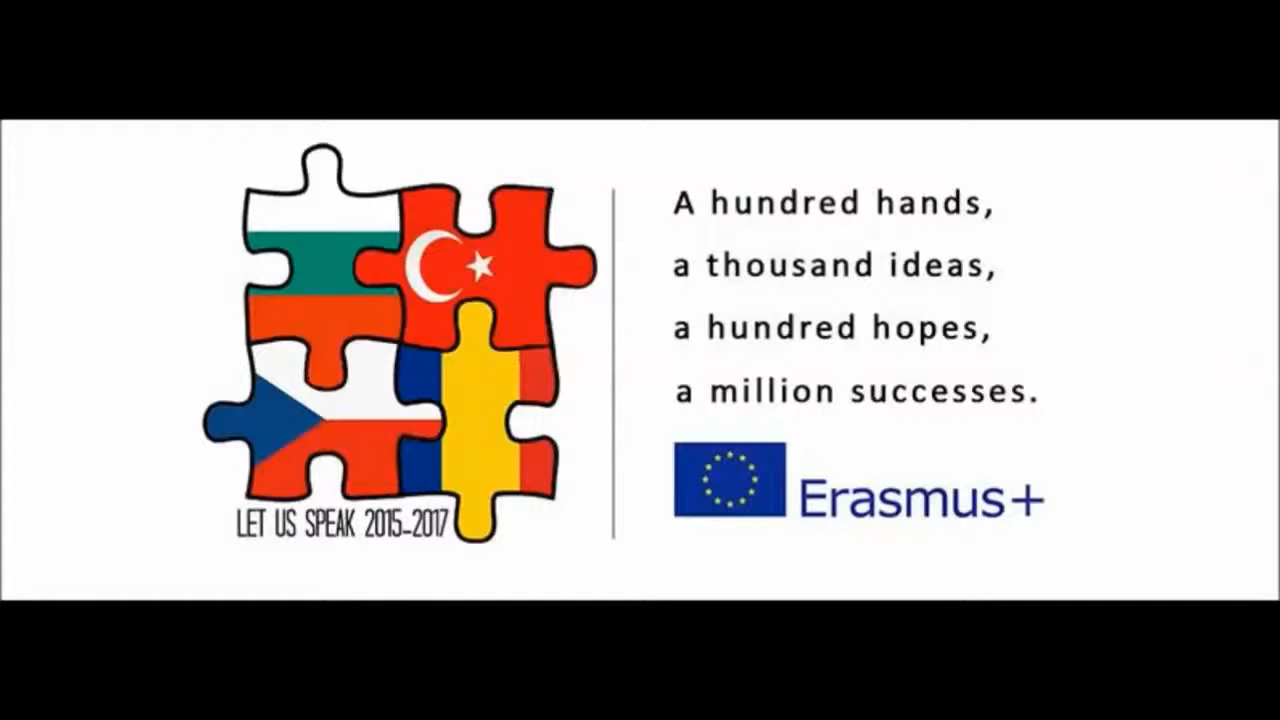 LET US SPEAK 2015-2017
A hundred hands,
a thousand ideas,
a hundred hopes,
a million successes.
Erasmus+